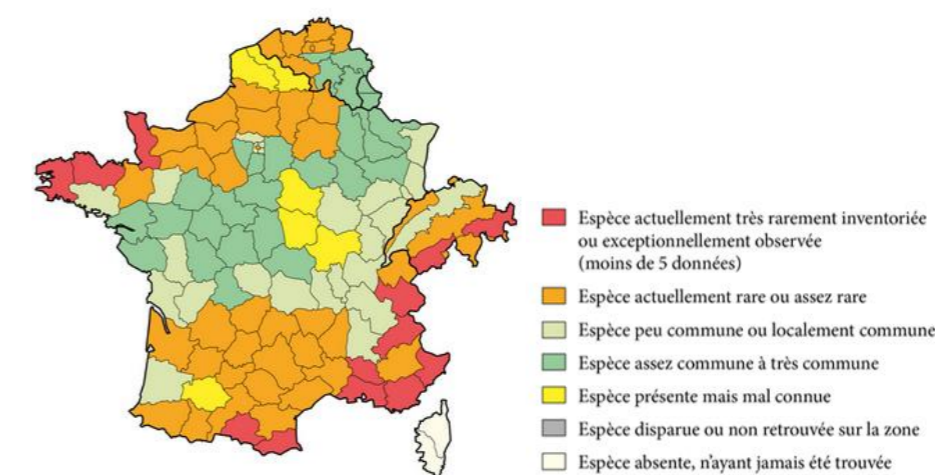 Espèce actuellement très rarement inventoriée
ou exceptionnellement observée
(moins de 5 données)
Espèce actuellement rare ou assez rare
Espèce peu commune ou localement commune
Espèce assez commune à très commune
Espèce présente mais mal connue
Espèce disparue ou non retrouvée sur la zone
Espèce absente, n'ayant jamais été trouvée